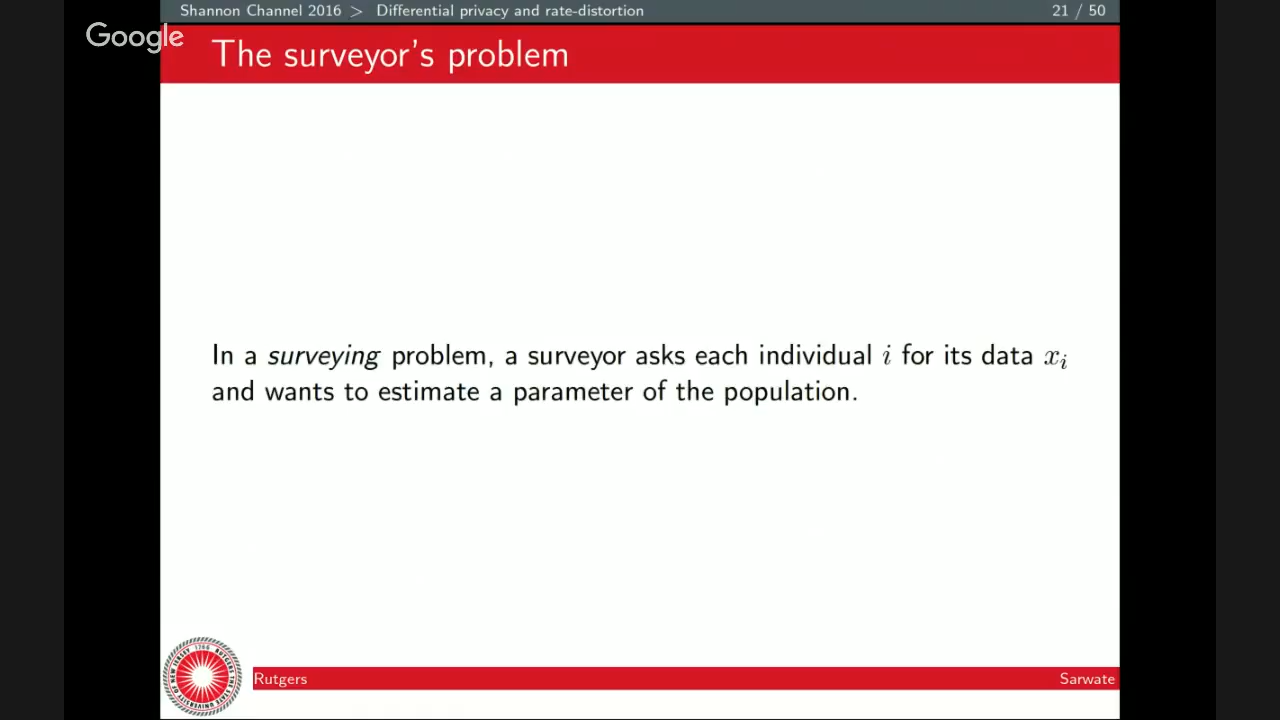 Shannon Channel 2016 > Differential privacy and rate-distortion 21 / 50
Google
The surveyor's problem
In a surveying problem, a surveyor asks each individual i for its data xᵢ
and wants to estimate a parameter of the population.
Rutgers Sarwate